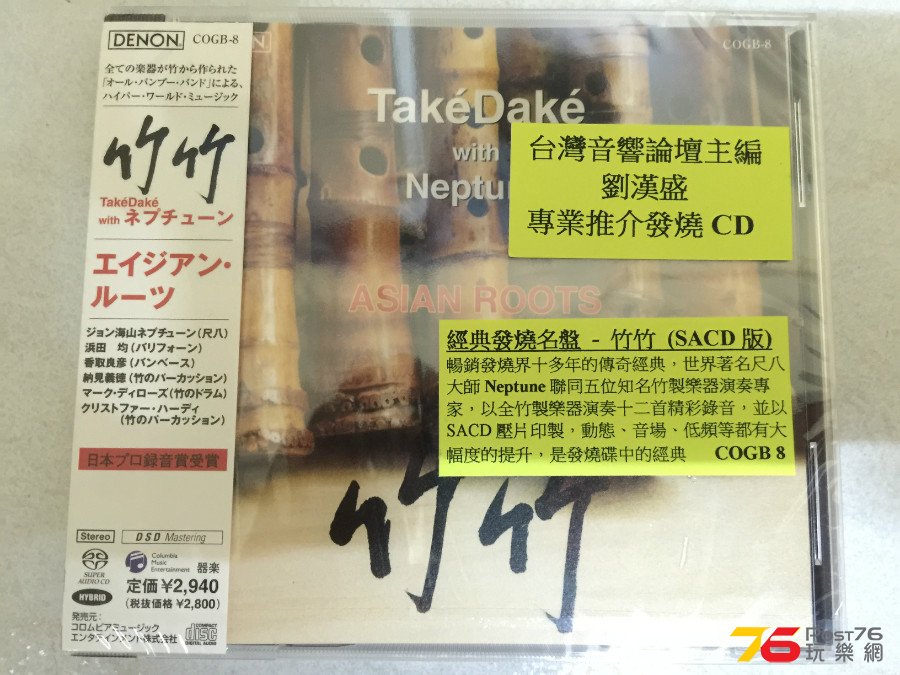 DENON
COGB-8
全ての楽器が竹から作られた
「オール・バンブー・バンド」による、
ハイパー・ワールド・ミュージック
竹竹
TakéDaké
with ネプチューン
エイジアン・
ルーツ
ジョン海山ネプチューン(尺八)
浜田 均(バリフォーン)
香取良彦(バンベース)
納見義徳(竹のパーカッション)
マーク・ディローズ(竹のドラム)
クリストファー・ハーディ
(竹のパーカッション)
日本プロ録音賞受賞
Stereo
DSD Mastering
SUPER AUDIO CD
HYBRID
Columbia
Music
Entertainment
器楽
定価¥2,940
(税抜価格¥2,800)
発売元:
コロムビアミュージック
エンタテインメント株式会社
COMPACT
disc
DIGITAL AUDIO
COGB-8
TakéDaké
with
Neptun
台灣音響論壇主編
劉漢盛
專業推介發燒 CD
ASIAN ROOTS
經典發燒名盤 - 竹竹 (SACD 版)
暢銷發燒界十多年的傳奇經典,世界著名尺八
大師 Neptune 聯同五位知名竹製樂器演奏專
家,以全竹製樂器演奏十二首精彩錄音,並以
SACD 壓片印製,動態、音場、低頻等都有大
幅度的提升,是發燒碟中的經典 COGB 8
竹竹
76 Post76
玩樂網